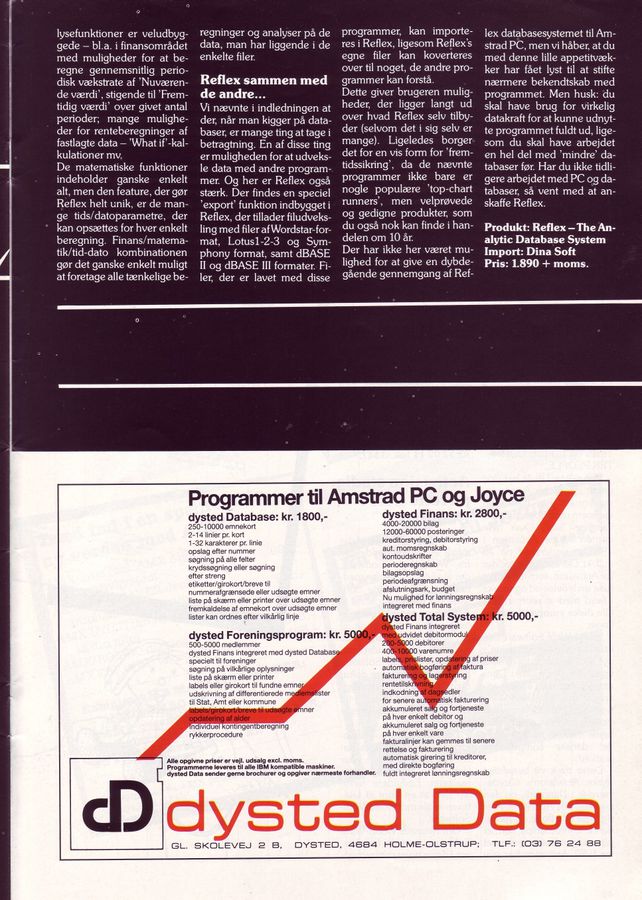 lysefunktioner er veludbyg-
gede – bl.a. i finansområdet
med muligheder for at be-
regne gennemsnitlig perio-
disk vækstrate af 'Nuværen-
de værdi', stigende til 'Frem-
tidig værdi' over givet antal
perioder; mange mulighe-
der for renteberegninger af
fastlagte data – 'What if'-kal-
kulationer mv.
De matematiske funktioner
indeholder ganske enkelt
alt, men den feature, der gør
Reflex helt unik, er de man-
ge tids/datoparametre, der
kan opsættes for hver enkelt
beregning. Finans/matema-
tik/tid-dato kombinationen
gør det ganske enkelt muligt
at foretage alle tænkelige be-
regninger og analyser på de
data, man har liggende i de
enkelte filer.
Reflex sammen med
de andre...
Vi nævnte i indledningen at
der, når man kigger på data-
baser, er mange ting at tage i
betragtning. En af disse ting
er muligheden for at udveks-
le data med andre program-
mer. Og her er Reflex også
stærk. Der findes en speciel
'export' funktion indbygget i
Reflex, der tillader filudveks-
ling med filer af Wordstar-for-
mat, Lotus1-2-3 og Sym-
phony format, samt dBASE
II og dBASE III formater. Fi-
ler, der er lavet med disse
programmer, kan importe-
res i Reflex, ligesom Reflex's
egne filer kan koverteres
over til noget, de andre pro-
grammer kan forstå.
Dette giver brugeren mulig-
heder, der ligger langt ud
over hvad Reflex selv tilby-
der (selvom det i sig selv er
mange). Ligeledes borger
det for en vis form for 'frem-
tidssikring', da de nævnte
programmer ikke bare er
nogle populære 'top-chart
runners', men velprøvede
og gedigne produkter, som
du også nok kan finde i han-
delen om 10 år.
Der har ikke her været mu-
lighed for at give en dybde-
gående gennemgang af Ref-
lex databasesystemet til Am-
strad PC, men vi håber, at du
med denne lille appetitvæk-
ker har fået lyst til at stifte
nærmere bekendtskab med
programmet. Men husk: du
skal have brug for virkelig
datakraft for at kunne udnyt-
te programmet fuldt ud, lige-
som du skal have arbejdet
en hel del med 'mindre' da-
tabaser før. Har du ikke tidli-
gere arbejdet med PC og da-
tabaser, så vent med at an-
skaffe Reflex.
Produkt: Reflex – The An-
alytic Database System
Import: Dina Soft
Pris: 1.890 + moms.
Programmer til Amstrad PC og Joyce
dysted Database: kr. 1800,-
250-10000 emnekort
2-14 linier pr. kort
1-32 karakterer pr. linie
opslag efter nummer
søgning på alle felter
krydssøgning eller søgning
efter streng
etiketter/girokort/breve til
nummerafgrænsede eller udsøgte emner
liste på skærm eller printer over udsøgte emner
fremkaldelse af emnekort over udsøgte emner
lister kan ordnes efter vilkårlig linje
dysted Foreningsprogram: kr. 5000,-
500-5000 medlemmer
dysted Finans integreret med dysted Database
specielt til foreninger
søgning på vilkårlige oplysninger
liste på skærm eller printer
labels eller girokort til fundne emner
udskrivning af differentierede medlemslister
til Stat, Amt eller kommune
labels/girokort/breve til udsøgte emner
opdatering af alder
individuel kontingentberegning
rykkerprocedure
dysted Finans: kr. 2800,-
4000-20000 bilag
12000-60000 posteringer
kreditorstyring, debitorstyring
aut. momsregnskab
kontoudskrifter
perioderegnskab
bilagsopslag
periodeafgrænsning
afslutningsark, budget
Nu mulighed for lønningsregnskab
integreret med finans
dysted Total System: kr. 5000,-
dysted Finans integreret
med udvidet debitormodul
200-5000 debitorer
400-10000 varenumre
labels, prislister, opdatering af priser
automatisk bogføring af faktura
fakturering og lagerstyring
rentetilskrivning
indkodning af dagsedler
for senere automatisk fakturering
akkumuleret salg og fortjeneste
på hver enkelt debitor og
akkumuleret salg og fortjeneste
på hver enkelt vare
fakturalinjer kan gemmes til senere
rettelse og fakturering
automatisk girering til kreditorer,
med direkte bogføring
fuldt integreret lønningsregnskab
Alle opgivne priser er vejl. udsalg excl. moms.
Programmerne leveres til alle IBM kompatible maskiner.
dysted Data sender gerne brochurer og opgiver nærmeste forhandler.
dD dysted Data
GL. SKOLEVEJ 2 B, DYSTED, 4684 HOLME-OLSTRUP; TLF.: (03) 76 24 88